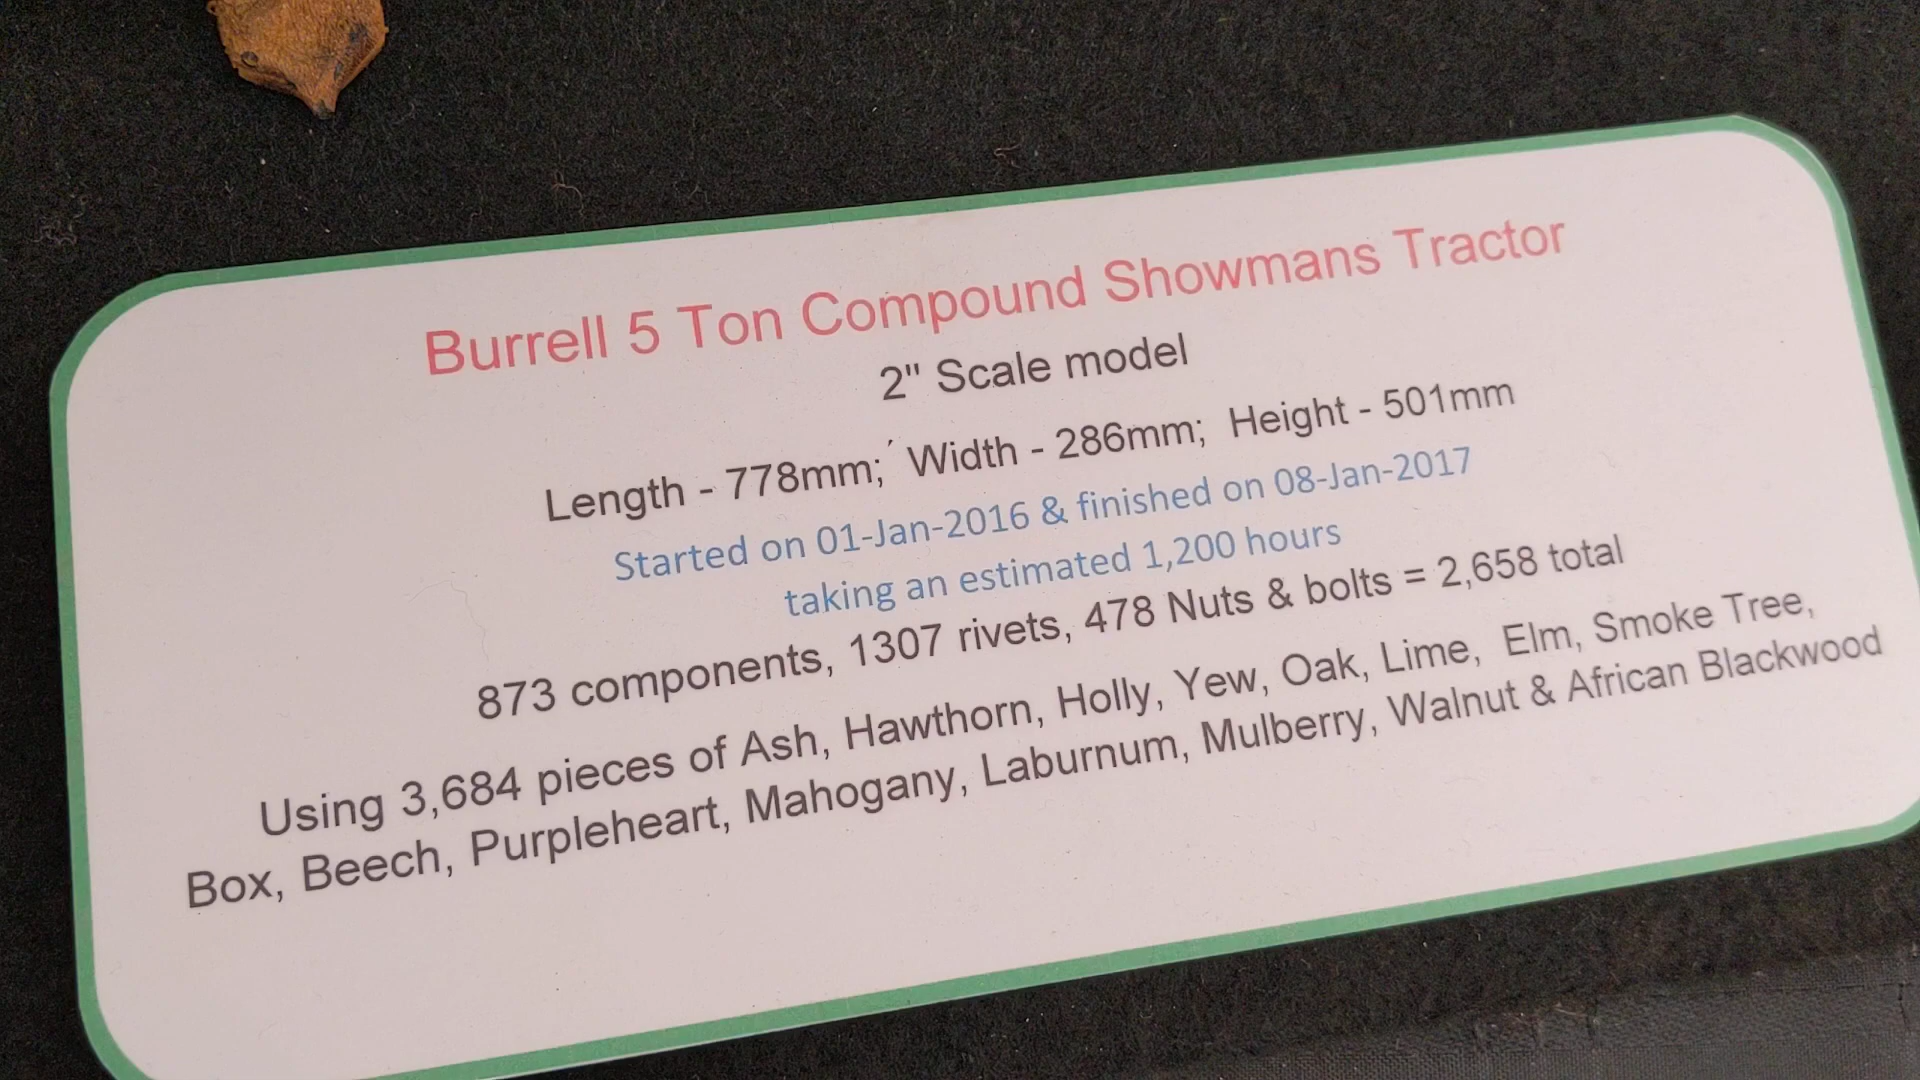 Burrell 5 Ton Compound Showmans Tractor
2" Scale model
Length - 778mm; Width - 286mm; Height - 501mm
Started on 01-Jan-2016 & finished on 08-Jan-2017
taking an estimated 1,200 hours
873 components, 1307 rivets, 478 Nuts & bolts = 2,658 total
Using 3,684 pieces of Ash, Hawthorn, Holly, Yew, Oak, Lime, Elm, Smoke Tree,
Box, Beech, Purpleheart, Mahogany, Laburnum, Mulberry, Walnut & African Blackwood